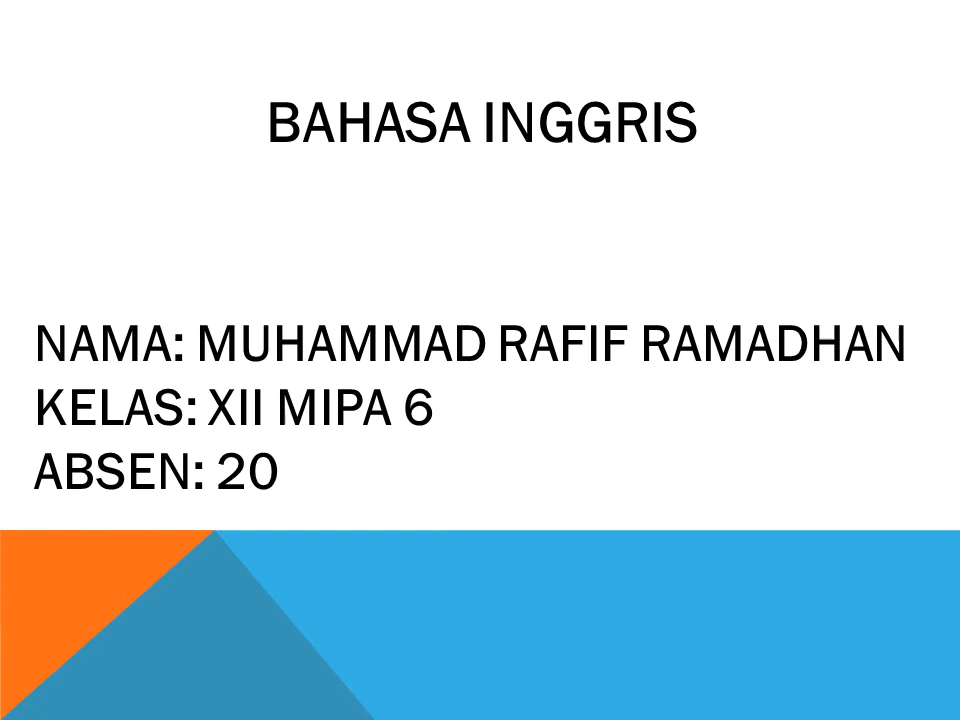 BAHASA INGGRIS
NAMA: MUHAMMAD RAFIF RAMADHAN
KELAS: XII MIPA 6
ABSEN: 20